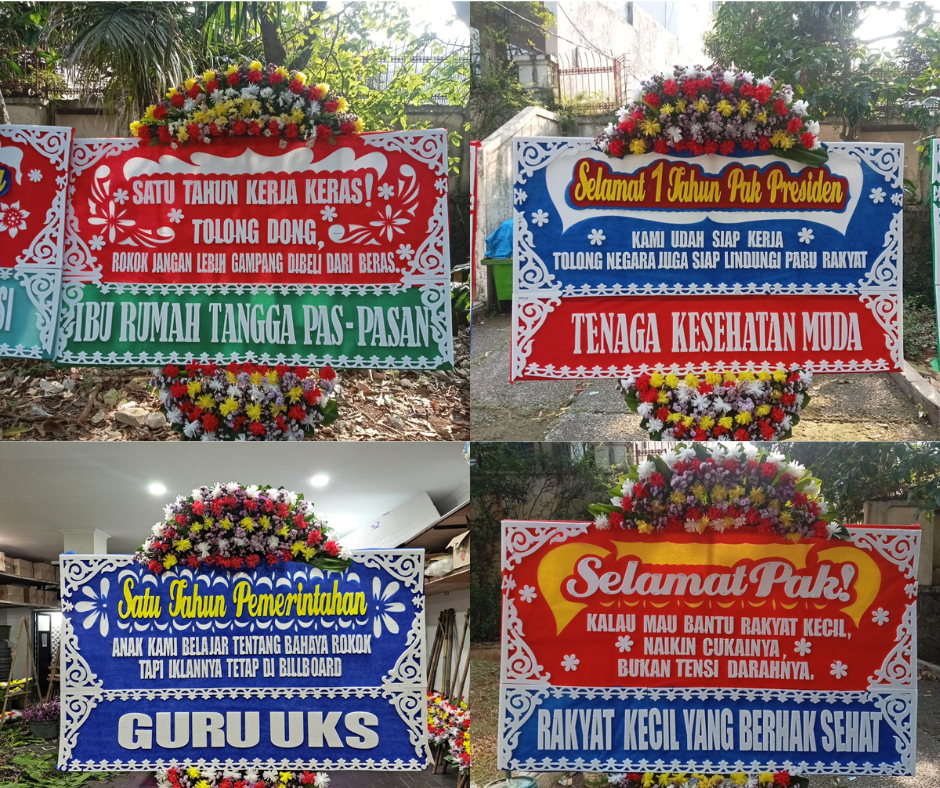 SI
SATU TAHUN KERJA KERAS!
TOLONG DONG,
ROKOK JANGAN LEBIH GAMPANG DIBELI DARI BERAS.
IBU RUMAH TANGGA PAS-PASAN
Selamat 1 Tahun Pak Presiden
KAMI UDAH SIAP KERJA
TOLONG NEGARA JUGA SIAP LINDUNGI PARU RAKYAT
TENAGA KESEHATAN MUDA
Satu Tahun Pemerintahan
ANAK KAMI BELAJAR TENTANG BAHAYA ROKOK
TAPI IKLANNYA TETAP DI BILLBOARD
GURU UKS
Selamat Pak!
KALAU MAU BANTU RAKYAT KECIL,
NAIKIN CUKAINYA,
BUKAN TENSI DARAHNYA.
RAKYAT KECIL YANG BERHAK SEHAT